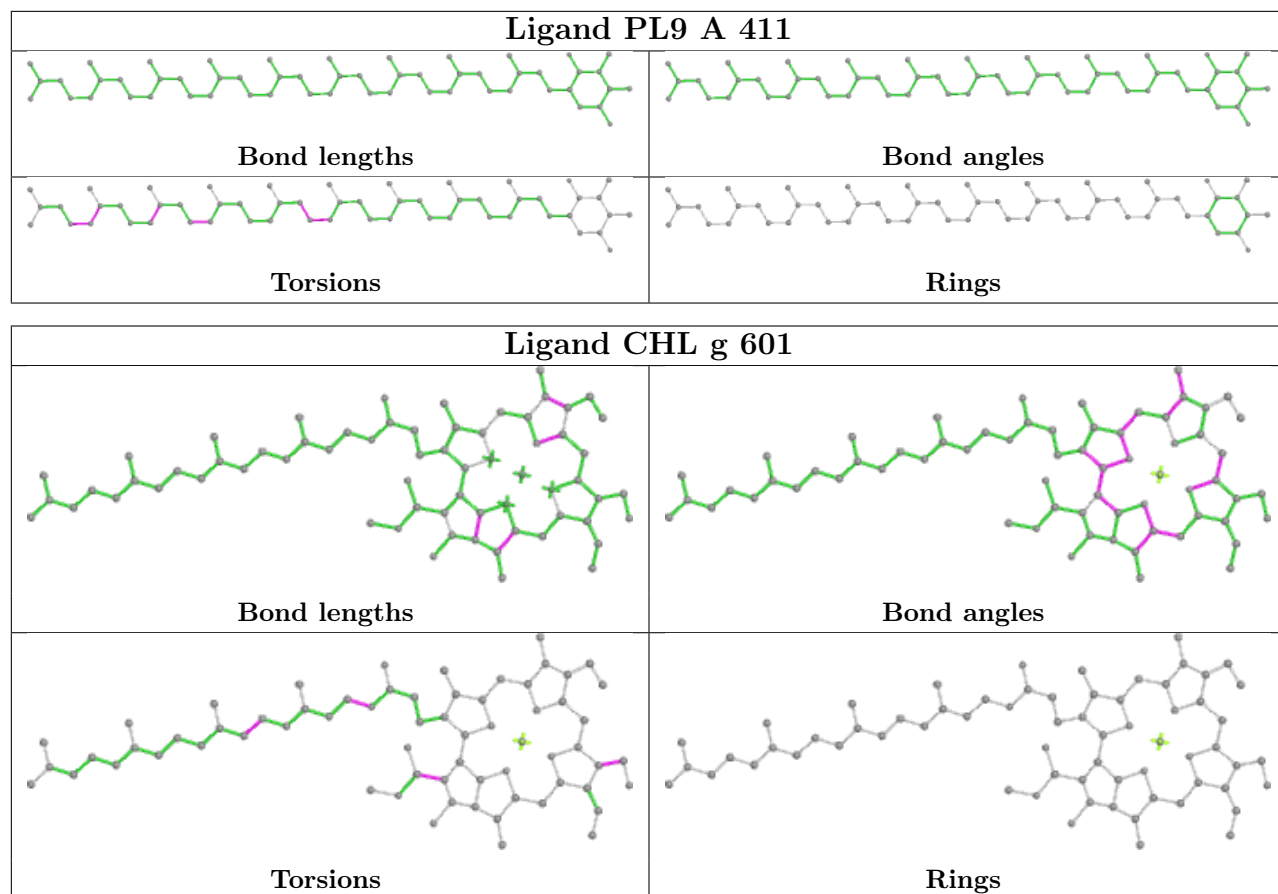 Ligand PL9 A 411
Bond lengths
Bond angles
Torsions
Rings
Ligand CHL g 601
Bond lengths
Bond angles
Torsions
Rings